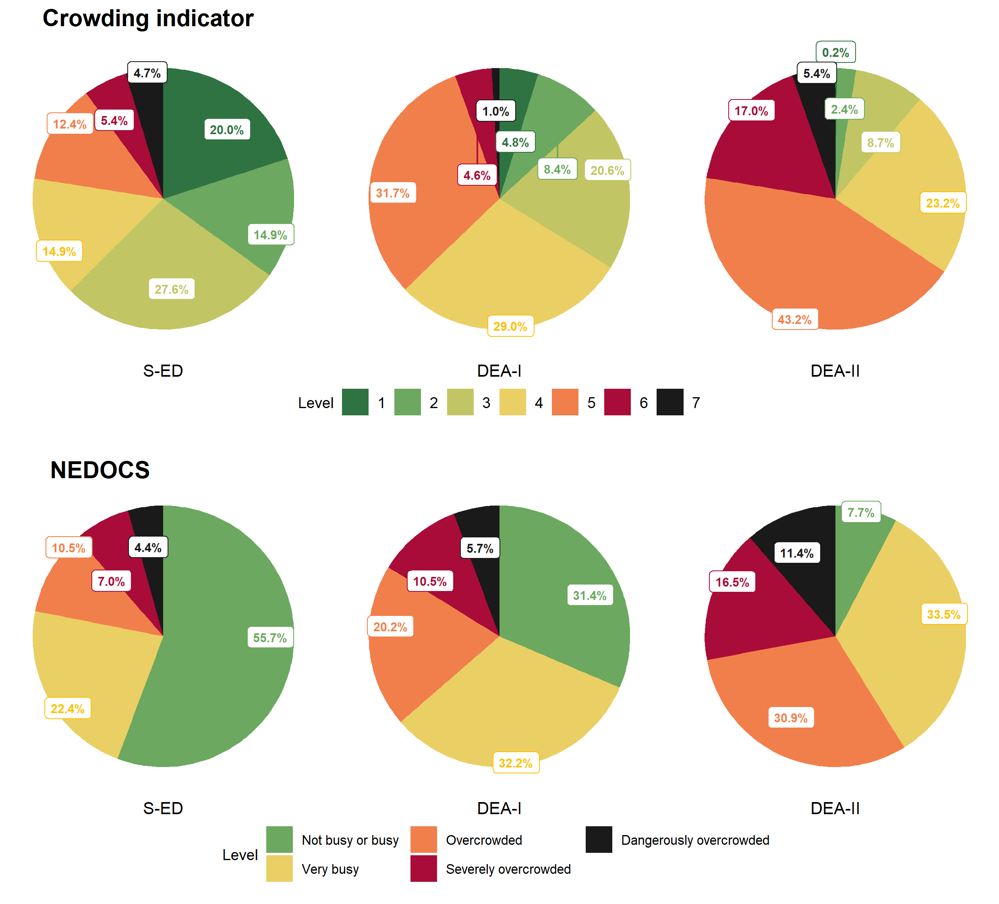 Crowding indicator
4.7%
20.0%
12.4%
5.4%
14.9%
14.9%
27.6%
S-ED
1.0%
4.8%
8.4%
20.6%
4.6%
31.7%
29.0%
DEA-I
0.2%
5.4%
17.0%
2.4%
8.7%
23.2%
43.2%
DEA-II
Level 1 2 3 4 5 6 7
NEDOCS
10.5%
4.4%
7.0%
55.7%
22.4%
S-ED
5.7%
10.5%
31.4%
20.2%
32.2%
DEA-I
7.7%
11.4%
16.5%
33.5%
30.9%
DEA-II
Level
Not busy or busy
Very busy
Overcrowded
Severely overcrowded
Dangerously overcrowded